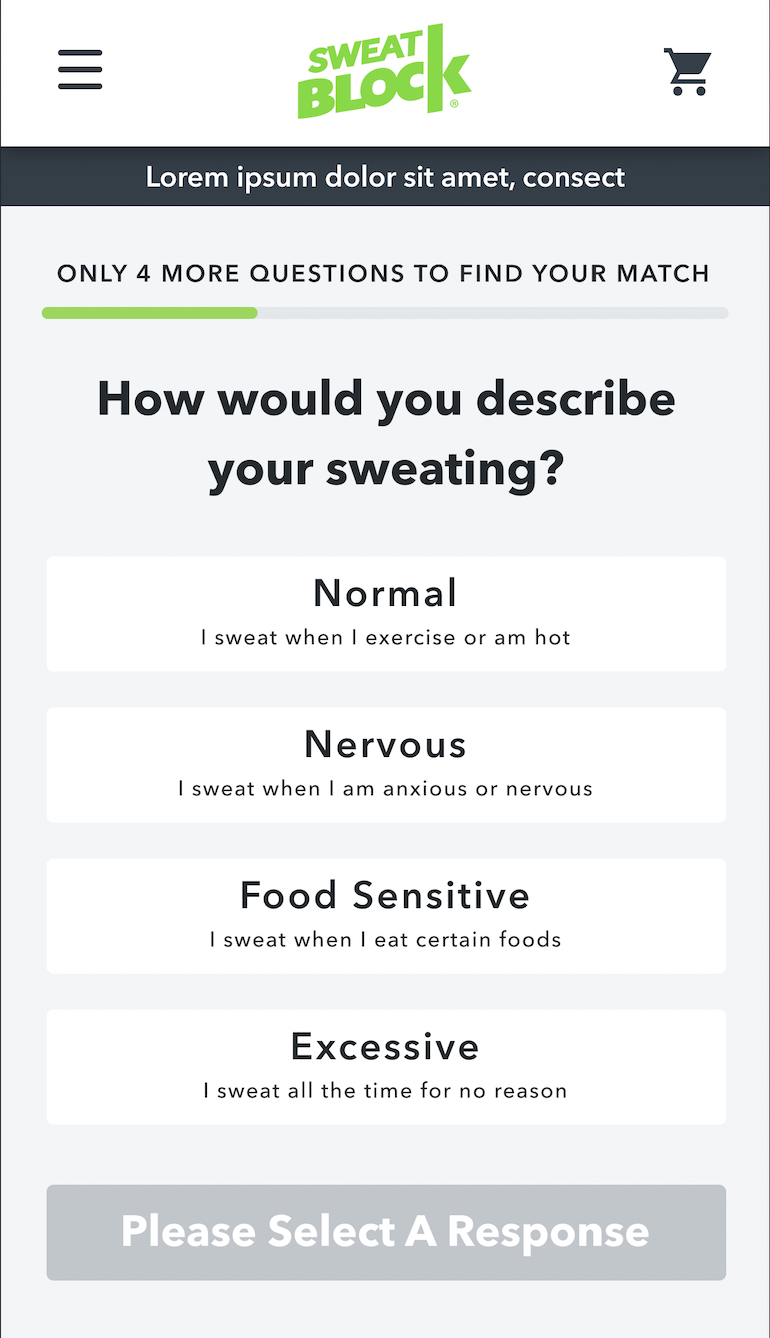 SWEAT
BLOCK®
Lorem ipsum dolor sit amet, consect
ONLY 4 MORE QUESTIONS TO FIND YOUR MATCH
How would you describe
your sweating?
Normal
I sweat when I exercise or am hot
Nervous
I sweat when I am anxious or nervous
Food Sensitive
I sweat when I eat certain foods
Excessive
I sweat all the time for no reason
Please Select A Response